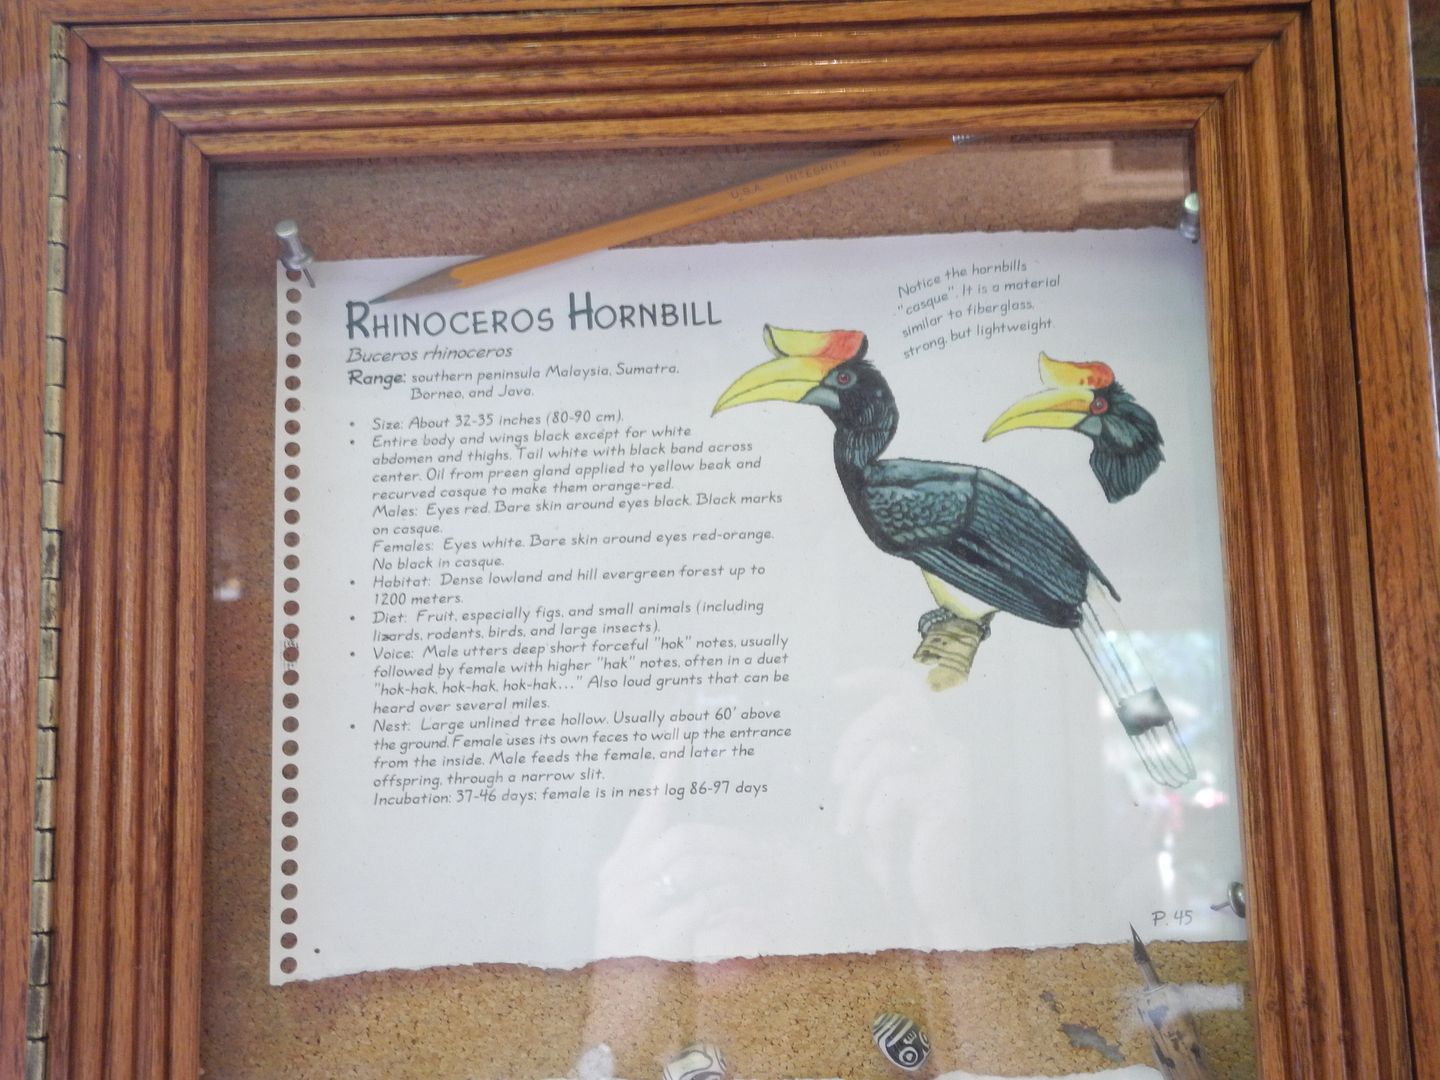 U.S.A. INTEGRITY
RHINOCEROS HORNBILL
Buceros rhinoceros
Range: southern peninsula Malaysia, Sumatra,
Borneo, and Java.
• Size: About 32-35 inches (80-90 cm).
• Entire body and wings black except for white
abdomen and thighs. Tail white with black band across
center. Oil from preen gland applied to yellow beak and
recurved casque to make them orange-red.
Males: Eyes red. Bare skin around eyes black. Black marks
on casque.
Females: Eyes white. Bare skin around eyes red-orange.
No black in casque.
• Habitat: Dense lowland and hill evergreen forest up to
1200 meters.
• Diet: Fruit, especially figs, and small animals (including
lizards, rodents, birds, and large insects).
• Voice: Male utters deep short forceful "hok" notes, usually
followed by female with higher "hak" notes, often in a duet
"hok-hak, hok-hak, hok-hak..." Also loud grunts that can be
heard over several miles.
• Nest: Large unlined tree hollow. Usually about 60' above
the ground. Female uses its own feces to wall up the entrance
from the inside. Male feeds the female, and later the
offspring, through a narrow slit.
Incubation: 37-46 days; female is in nest log 86-97 days
Notice the hornbills
"casque". It is a material
similar to fiberglass,
strong, but lightweight.
P. 45